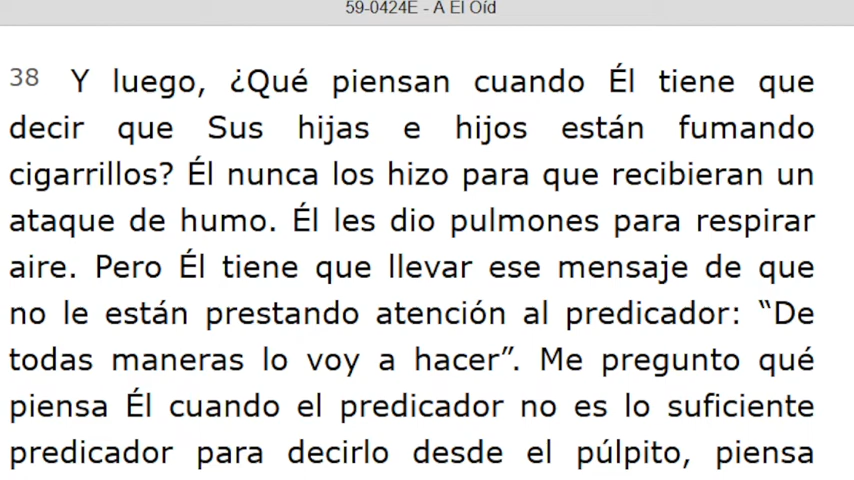 59-0424E - A El Oíd
38 Y luego, ¿Qué piensan cuando Él tiene que
decir que Sus hijas e hijos están fumando
cigarrillos? Él nunca los hizo para que recibieran un
ataque de humo. Él les dio pulmones para respirar
aire. Pero Él tiene que llevar ese mensaje de que
no le están prestando atención al predicador: “De
todas maneras lo voy a hacer”. Me pregunto qué
piensa Él cuando el predicador no es lo suficiente
predicador para decirlo desde el púlpito, piensa